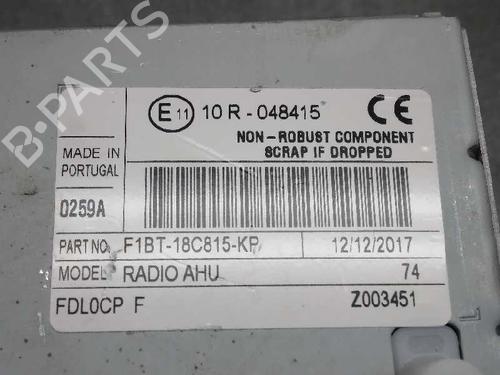 B-PARTS
E11 10 R - 048415 CE
NON-ROBUST COMPONENT
SCRAP IF DROPPED
MADE IN
PORTUGAL
0259A
PART NO. F1BT-18C815-KP 12/12/2017
MODEL RADIO AHU 74
FDL0CP F Z003451
B-PARTS